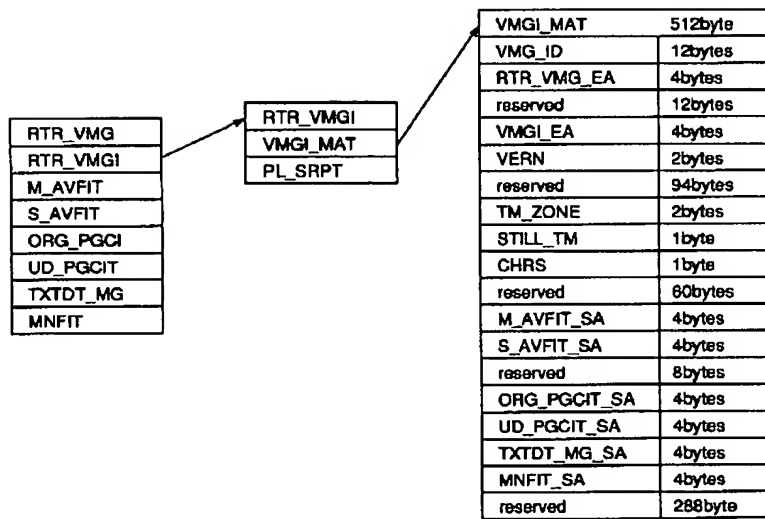 RTR_VMG
RTR_VMGI
M_AVFIT
S_AVFIT
ORG_PGCI
UD_PGCIT
TXTDT_MG
MNFIT
RTR_VMGI
VMGI_MAT
PL_SRPT
VMGI_MAT 512byte
VMG_ID 12bytes
RTR_VMG_EA 4bytes
reserved 12bytes
VMGI_EA 4bytes
VERN 2bytes
reserved 94bytes
TM_ZONE 2bytes
STILL_TM 1byte
CHRS 1byte
reserved 60bytes
M_AVFIT_SA 4bytes
S_AVFIT_SA 4bytes
reserved 8bytes
ORG_PGCIT_SA 4bytes
UD_PGCIT_SA 4bytes
TXTDT_MG_SA 4bytes
MNFIT_SA 4bytes
reserved 288byte